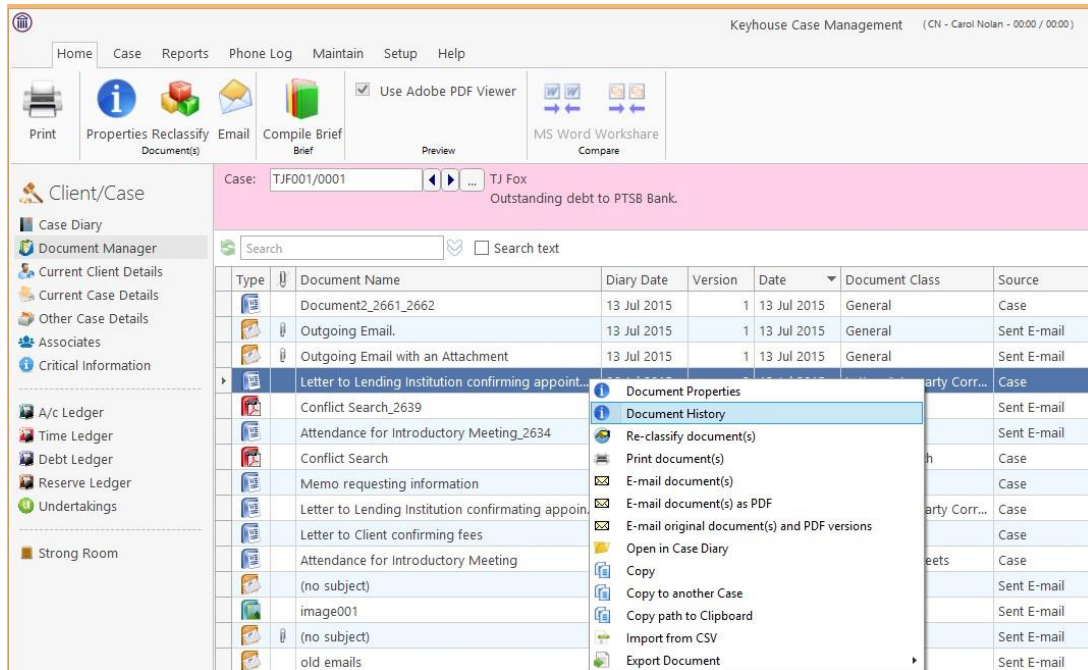 Keyhouse Case Management (CN - Carol Nolan - 00:00 / 00:00)
Home Case Reports Phone Log Maintain Setup Help
Use Adobe PDF Viewer
Print Properties Reclassify Email Compile Brief MS Word Workshare
Document(s) Brief Preview Compare
Client/Case
Case Diary
Document Manager
Current Client Details
Current Case Details
Other Case Details
Associates
Critical Information
A/c Ledger
Time Ledger
Debt Ledger
Reserve Ledger
Undertakings
Strong Room
Case: TJF001/0001 ... TJ Fox
Outstanding debt to PTSB Bank.
Search Search text
Type Document Name Diary Date Version Date Document Class Source
Document2_2661_2662 13 Jul 2015 1 13 Jul 2015 General Case
Outgoing Email. 13 Jul 2015 1 13 Jul 2015 General Sent E-mail
Outgoing Email with an Attachment 13 Jul 2015 1 13 Jul 2015 General Sent E-mail
Letter to Lending Institution confirming appoint... arty Corr... Case
Conflict Search_2639 Sent E-mail
Attendance for Introductory Meeting_2634 Sent E-mail
Conflict Search h Case
Memo requesting information Case
Letter to Lending Institution confirmating appoin. arty Corr... Case
Letter to Client confirming fees Case
Attendance for Introductory Meeting eets Case
(no subject) Sent E-mail
image001 Sent E-mail
(no subject) Sent E-mail
old emails Sent E-mail
Document Properties
Document History
Re-classify document(s)
Print document(s)
E-mail document(s)
E-mail document(s) as PDF
E-mail original document(s) and PDF versions
Open in Case Diary
Copy
Copy to another Case
Copy path to Clipboard
Import from CSV
Export Document